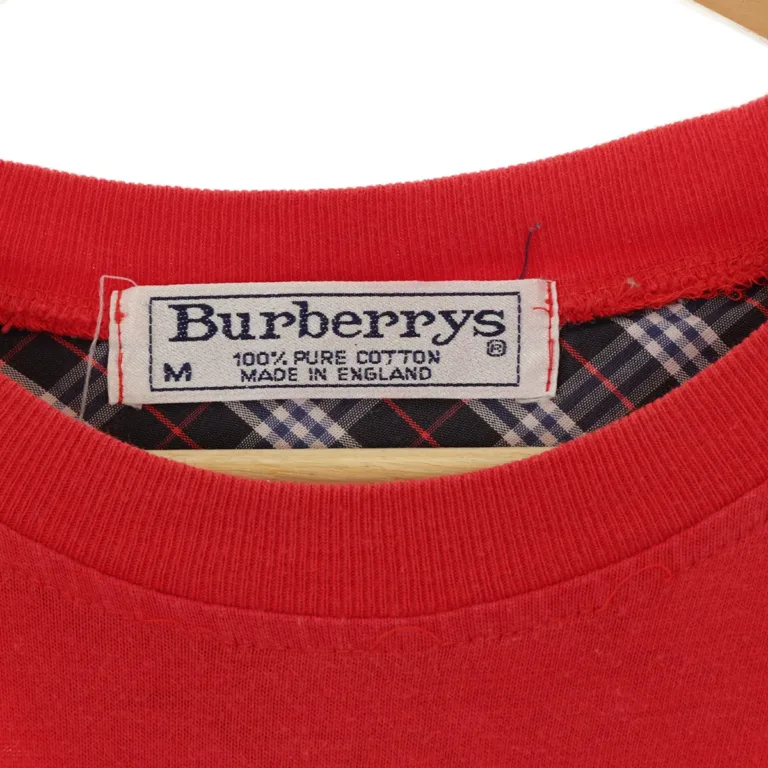 Burberrys
®
100% PURE COTTON
M
MADE IN ENGLAND